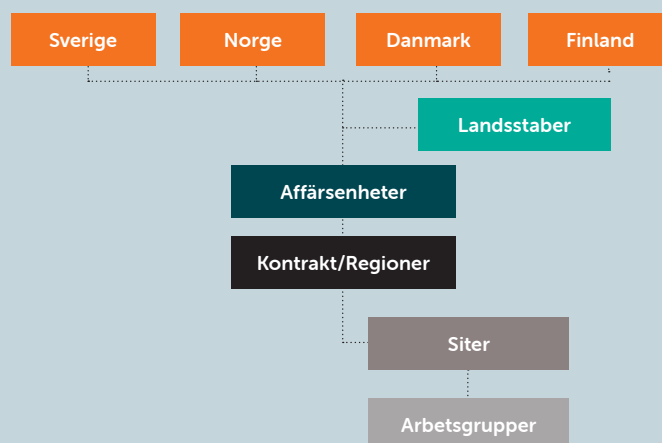 Sverige
Norge
Danmark
Finland
Landsstaber
Affärsenheter
Kontrakt/Regioner
Siter
Arbetsgrupper